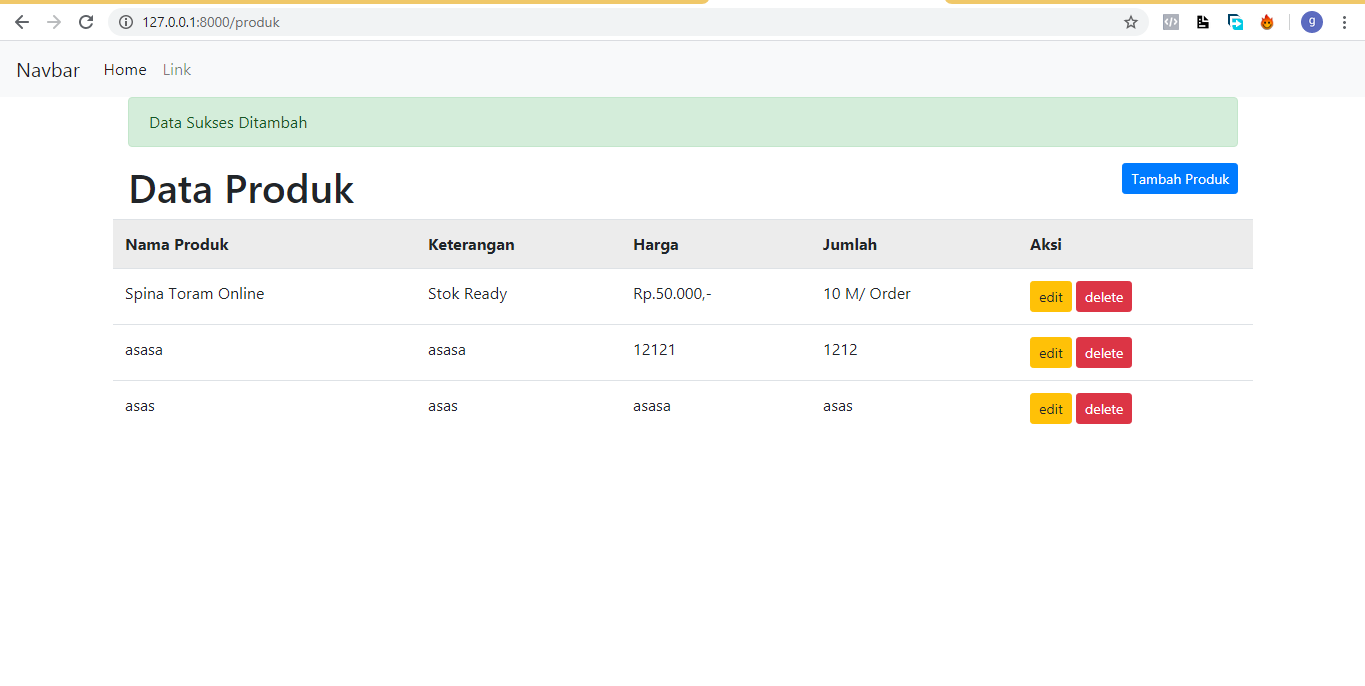 127.0.0.1:8000/produk
g
Navbar Home Link
Data Sukses Ditambah
Data Produk
Tambah Produk
Nama Produk Keterangan Harga Jumlah Aksi
Spina Toram Online Stok Ready Rp.50.000,- 10 M/ Order edit delete
asasa asasa 12121 1212 edit delete
asas asas asasa asas edit delete